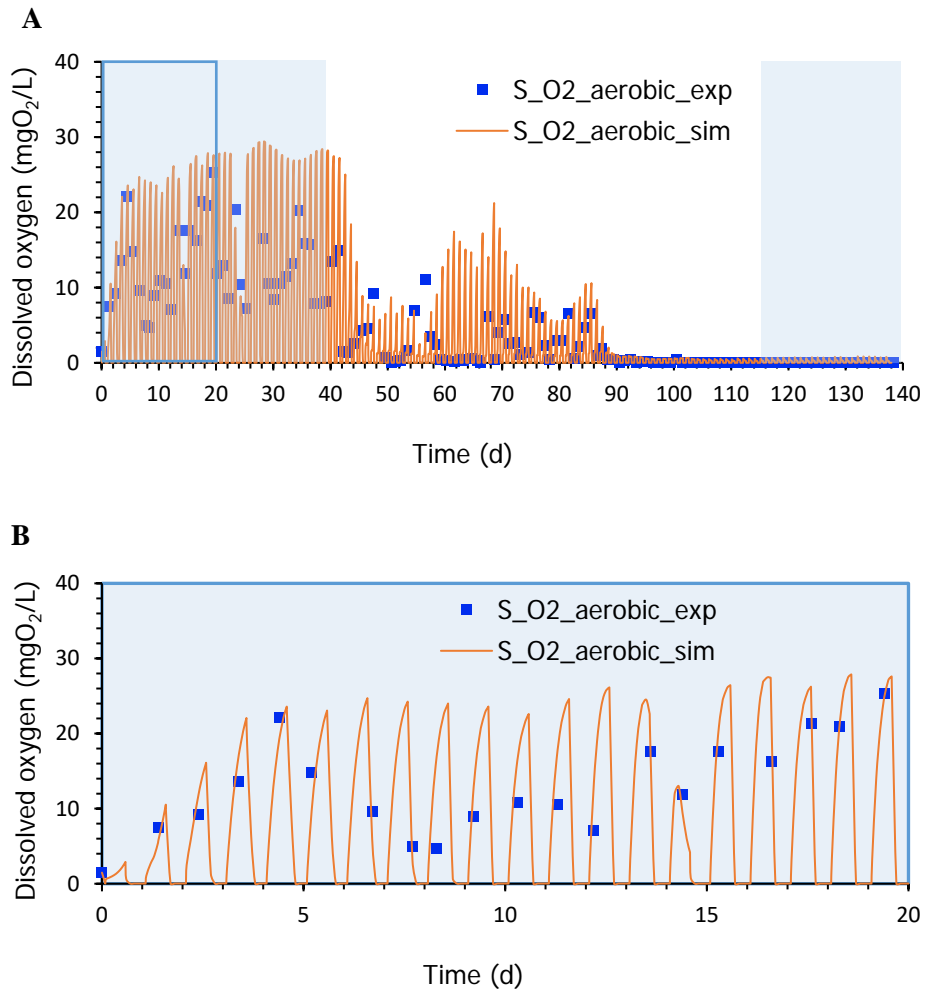 A
Dissolved oxygen (mgO₂/L)
40
30
20
10
0
S_O2_aerobic_exp
S_O2_aerobic_sim
0 10 20 30 40 50 60 70 80 90 100 110 120 130 140
Time (d)
B
Dissolved oxygen (mgO₂/L)
40
30
20
10
0
S_O2_aerobic_exp
S_O2_aerobic_sim
0 5 10 15 20
Time (d)